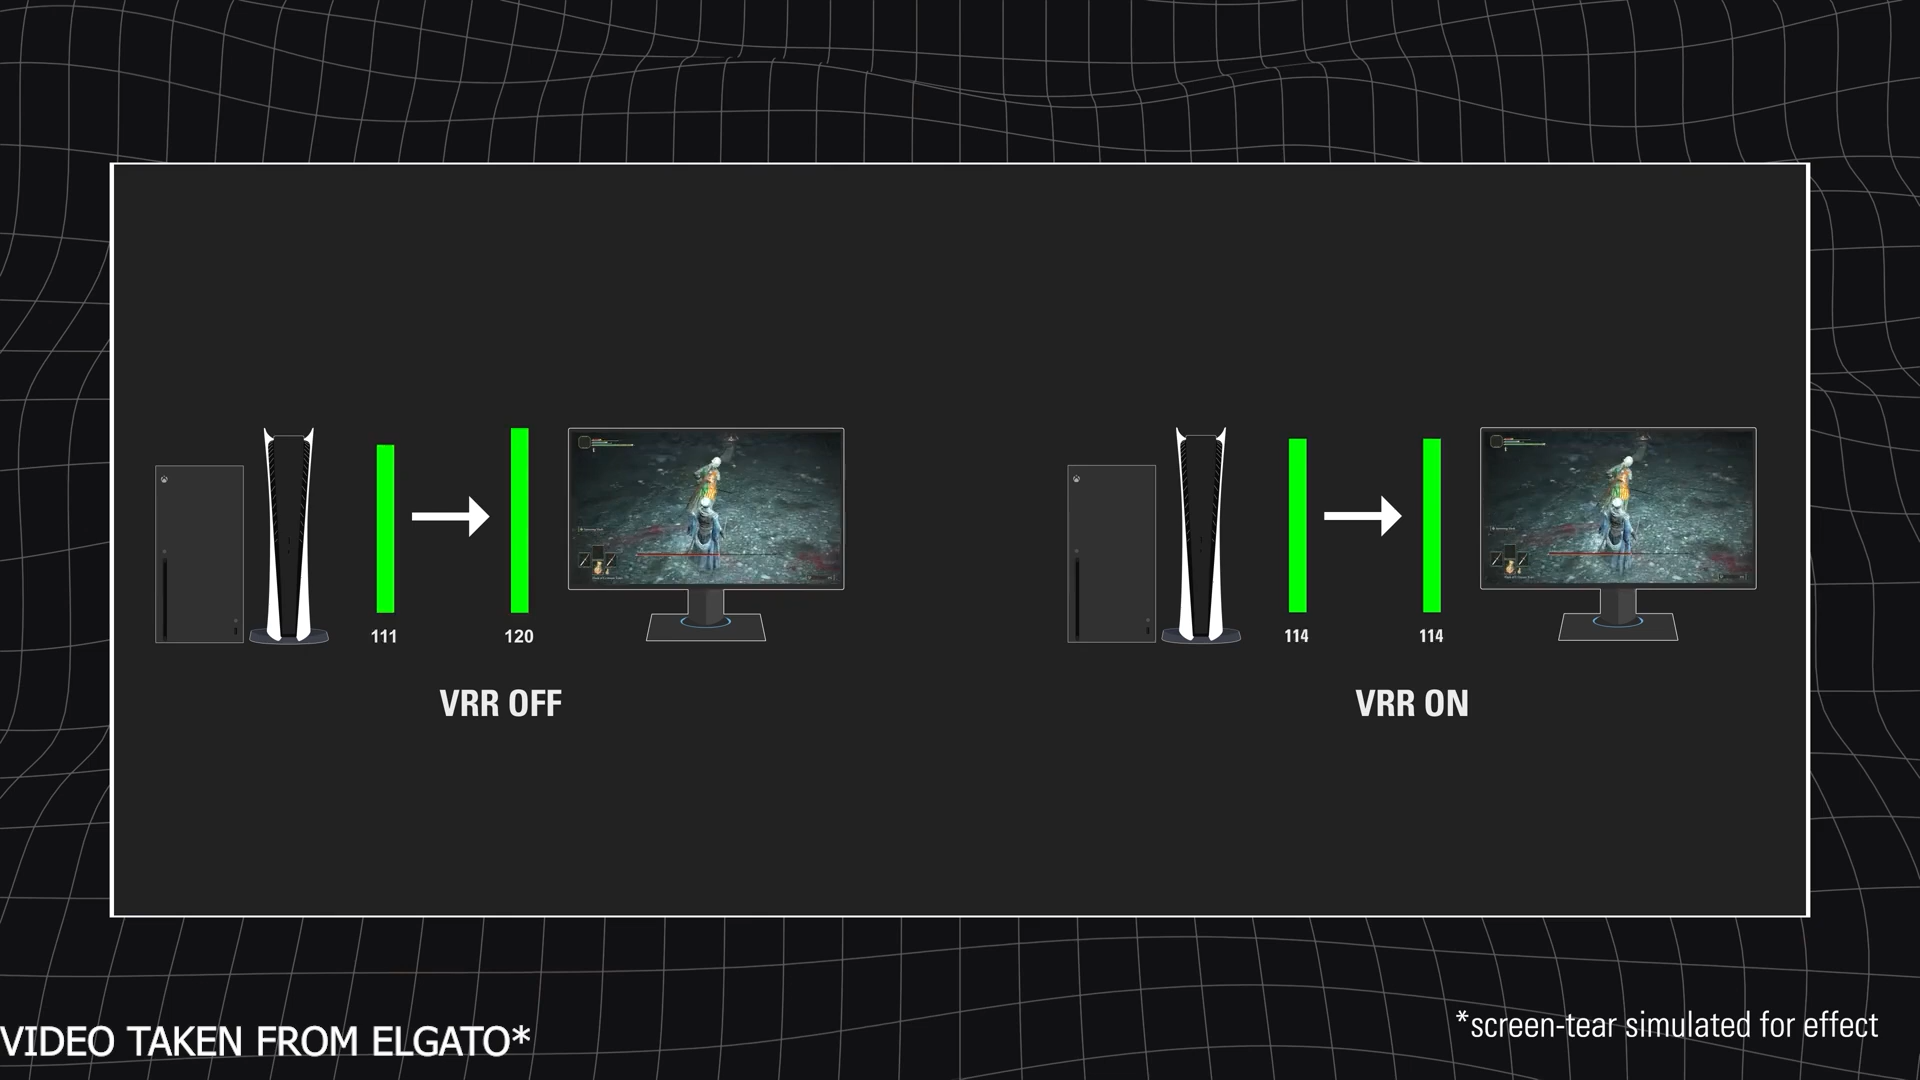 111
120
114
114
VRR OFF
VRR ON
VIDEO TAKEN FROM ELGATO*
*screen-tear simulated for effect